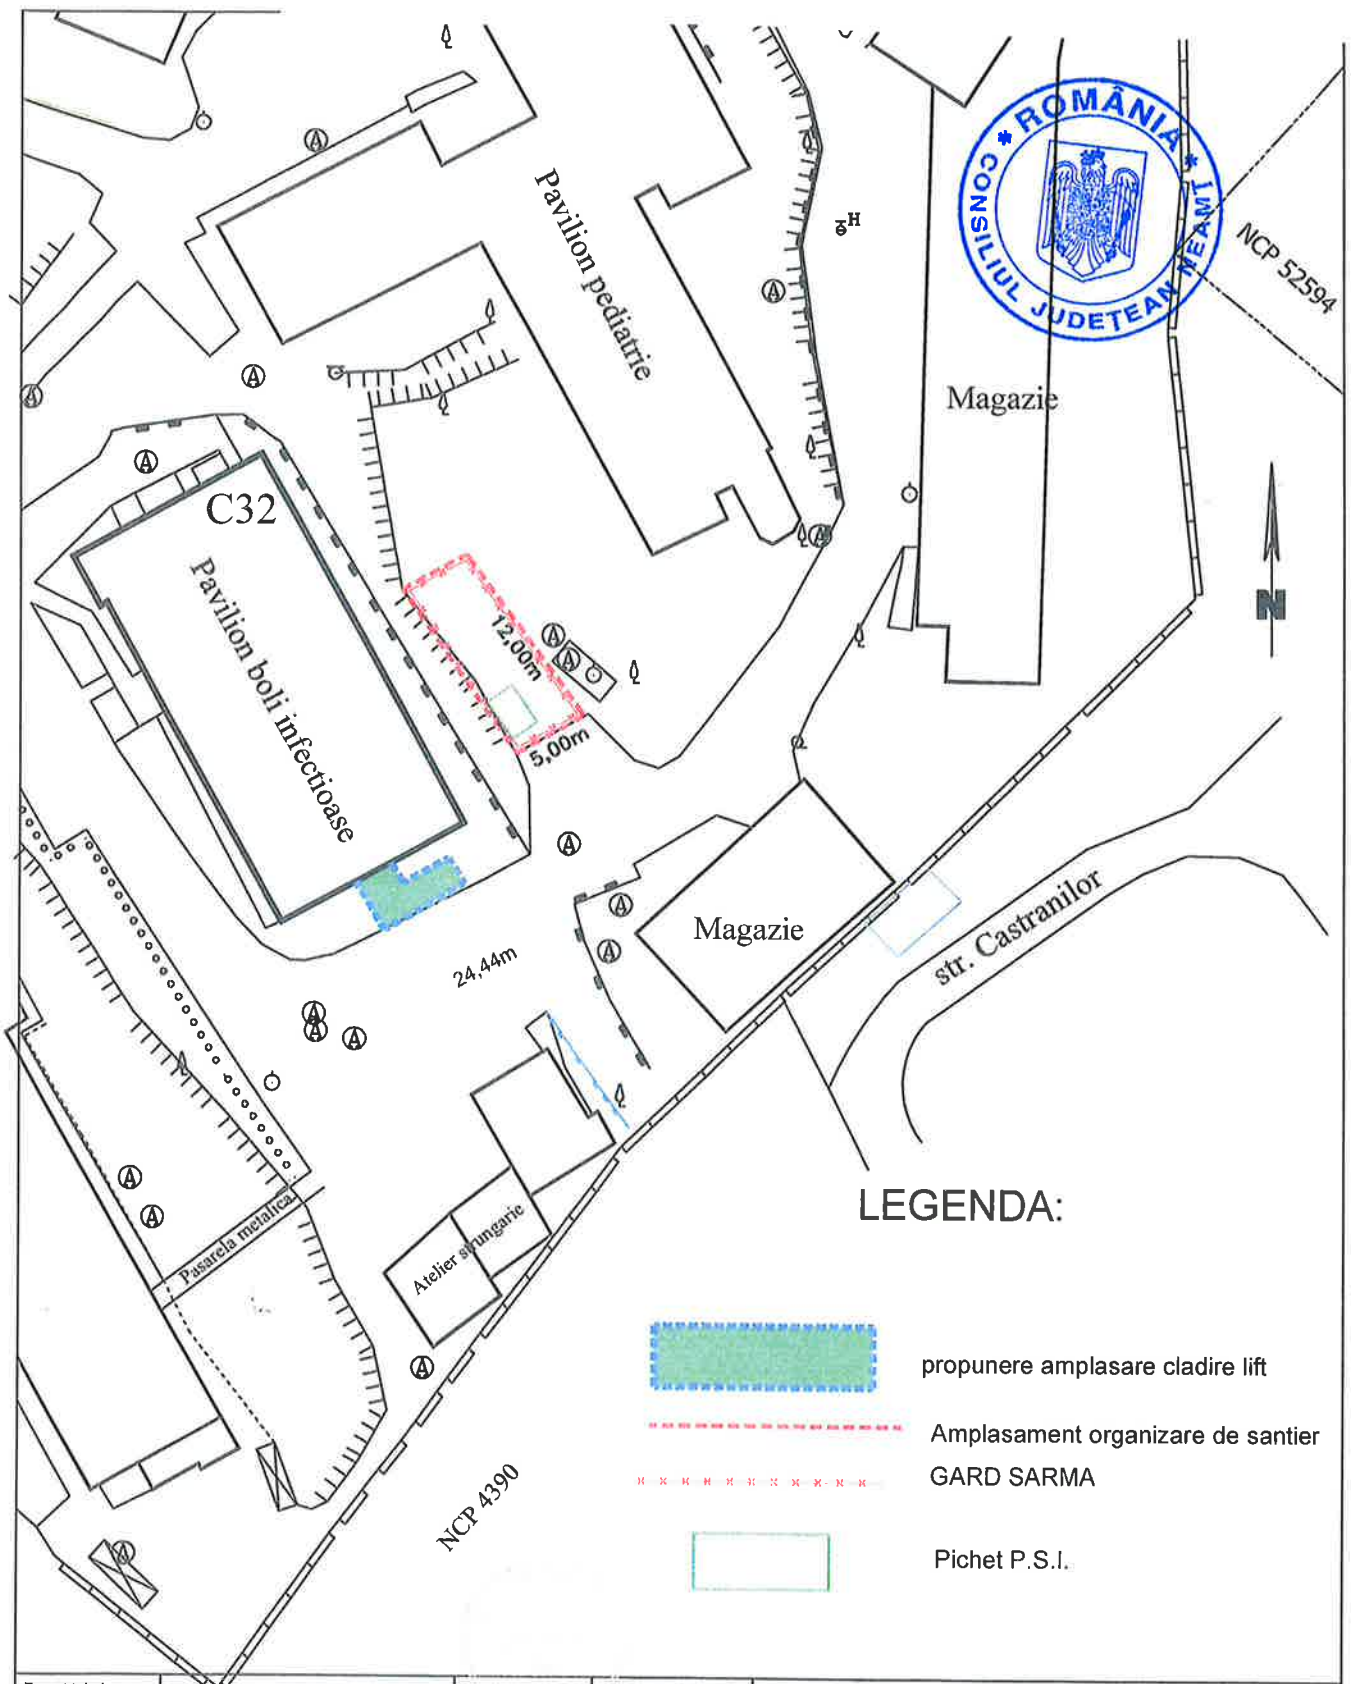 ROMÂNIA
CONSILIUL JUDEȚEAN NEAMȚ
H
NCP 52594
Pavilion pediatrie
Magazie
A
A
A
A
A
A
A
C32
Pavilion boli infectioase
N
12,00m
A
A
5,00m
A
A
Magazie
A
str. Castranilor
24,44m
A
A
A
A
A
Pasarela metalica
Atelier strungarie
A
A
LEGENDA:
propunere amplasare cladire lift
Amplasament organizare de santier
GARD SARMA
Pichet P.S.I.
NCP 4390